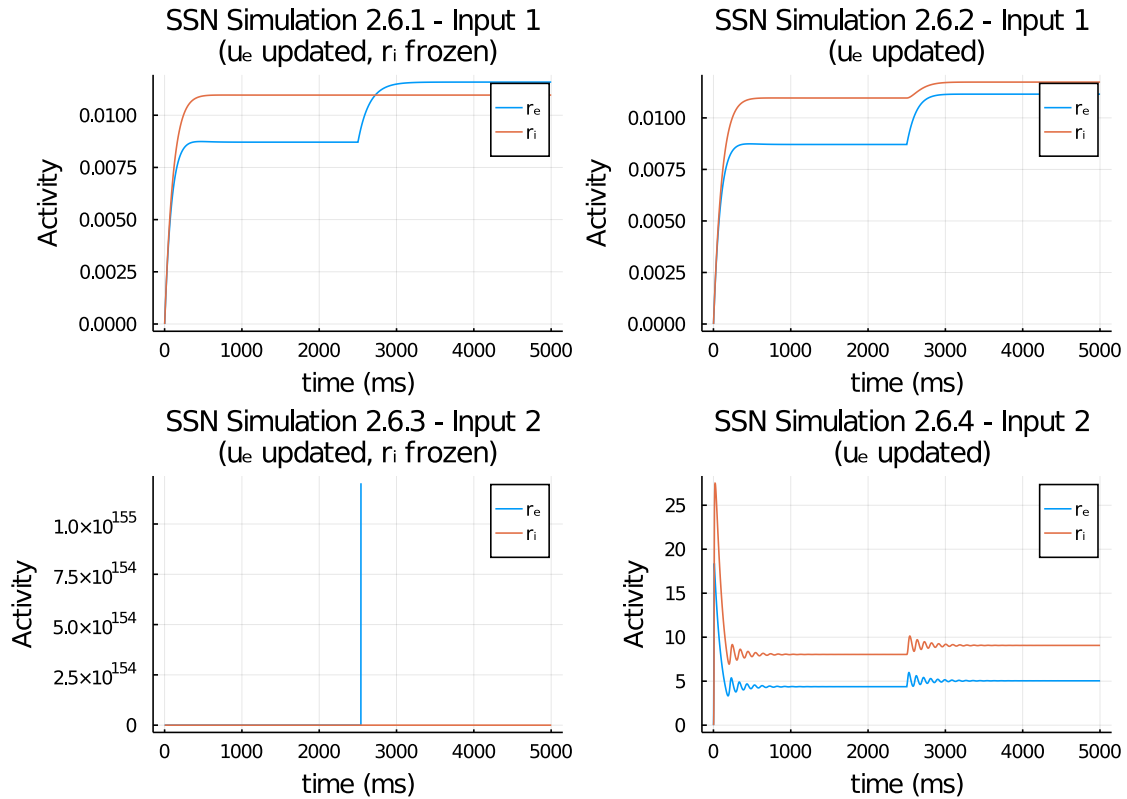 SSN Simulation 2.6.1 - Input 1
(uₑ updated, rᵢ frozen)
Activity
0.0100
0.0075
0.0050
0.0025
0.0000
rₑ
rᵢ
0 1000 2000 3000 4000 5000
time (ms)
SSN Simulation 2.6.2 - Input 1
(uₑ updated)
Activity
0.0100
0.0075
0.0050
0.0025
0.0000
rₑ
rᵢ
0 1000 2000 3000 4000 5000
time (ms)
SSN Simulation 2.6.3 - Input 2
(uₑ updated, rᵢ frozen)
Activity
1.0×10¹⁵⁵
7.5×10¹⁵⁴
5.0×10¹⁵⁴
2.5×10¹⁵⁴
0
rₑ
rᵢ
0 1000 2000 3000 4000 5000
time (ms)
SSN Simulation 2.6.4 - Input 2
(uₑ updated)
Activity
25
20
15
10
5
0
rₑ
rᵢ
0 1000 2000 3000 4000 5000
time (ms)